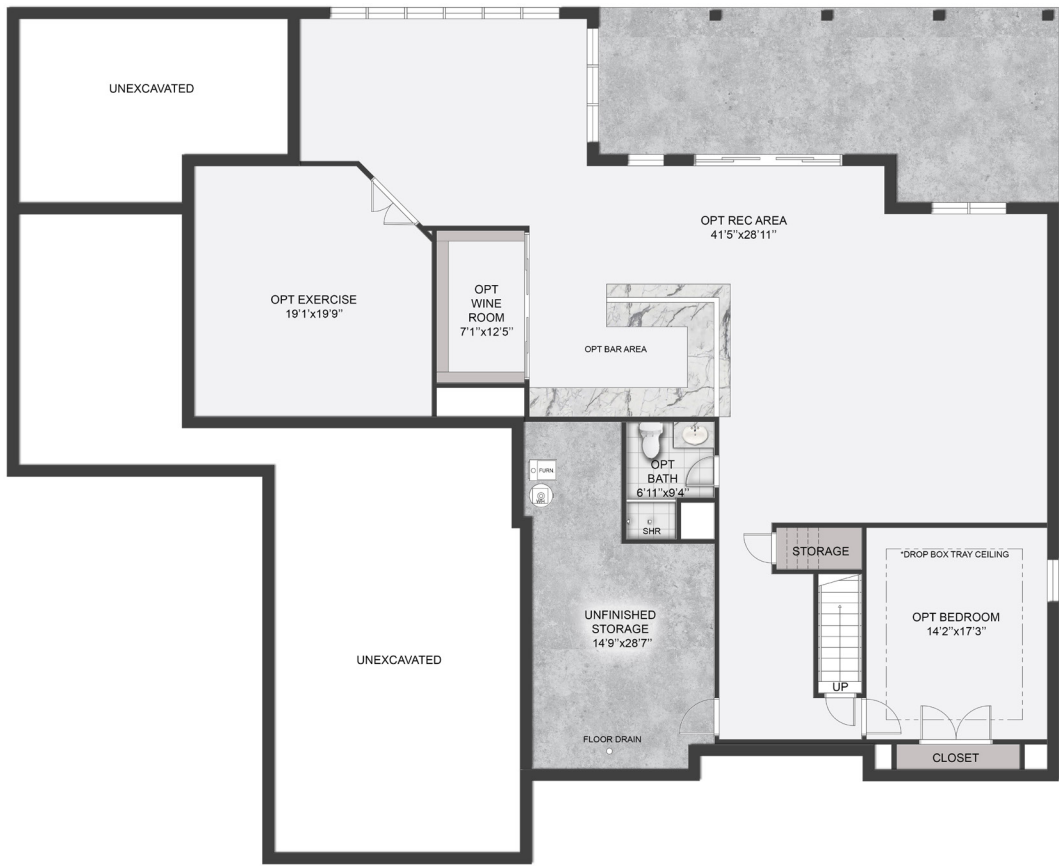 UNEXCAVATED
OPT REC AREA
41'5"x28'11"
OPT EXERCISE
19'1'x19'9"
OPT
WINE
ROOM
7'1"x12'5"
OPT BAR AREA
FURN.
WH
OPT
BATH
6'11"x9'4"
SHR
STORAGE
*DROP BOX TRAY CEILING
UNFINISHED
STORAGE
14'9"x28'7"
OPT BEDROOM
14'2"x17'3"
UNEXCAVATED
UP
FLOOR DRAIN
CLOSET